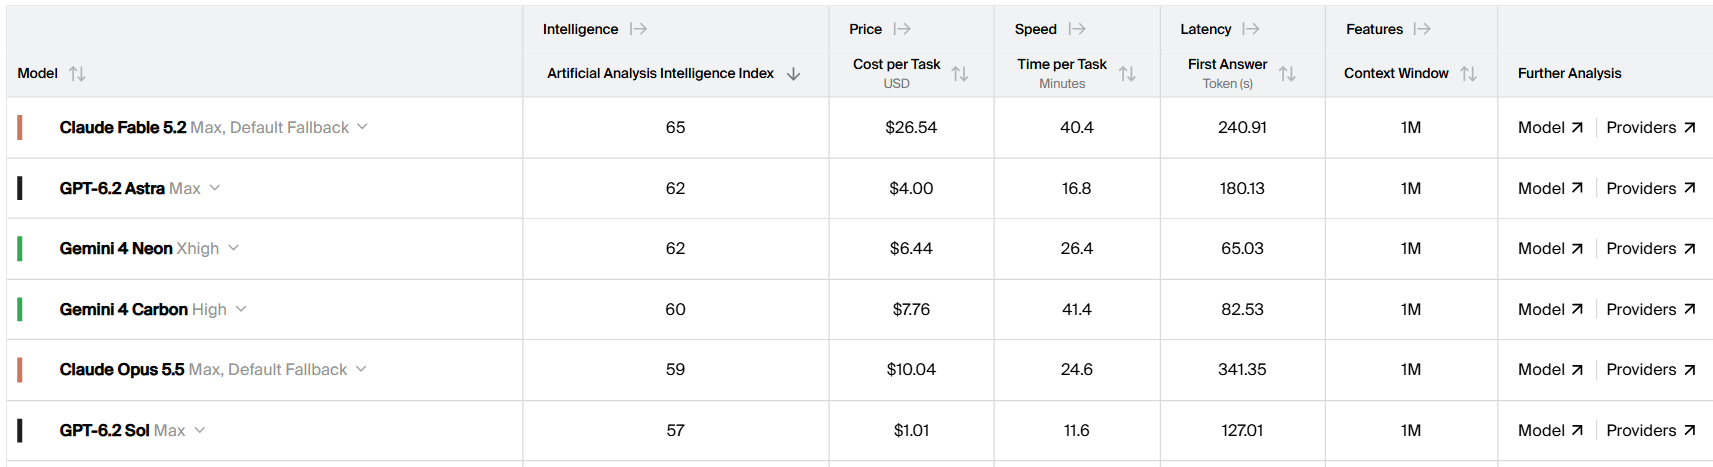 Intelligence Price Speed Latency Features
Model Artificial Analysis Intelligence Index Cost per Task USD Time per Task Minutes First Answer Token (s) Context Window Further Analysis
Claude Fable 5.2 Max, Default Fallback 65 $26.54 40.4 240.91 1M Model Providers
GPT-6.2 Astra Max 62 $4.00 16.8 180.13 1M Model Providers
Gemini 4 Neon Xhigh 62 $6.44 26.4 65.03 1M Model Providers
Gemini 4 Carbon High 60 $7.76 41.4 82.53 1M Model Providers
Claude Opus 5.5 Max, Default Fallback 59 $10.04 24.6 341.35 1M Model Providers
GPT-6.2 Sol Max 57 $1.01 11.6 127.01 1M Model Providers